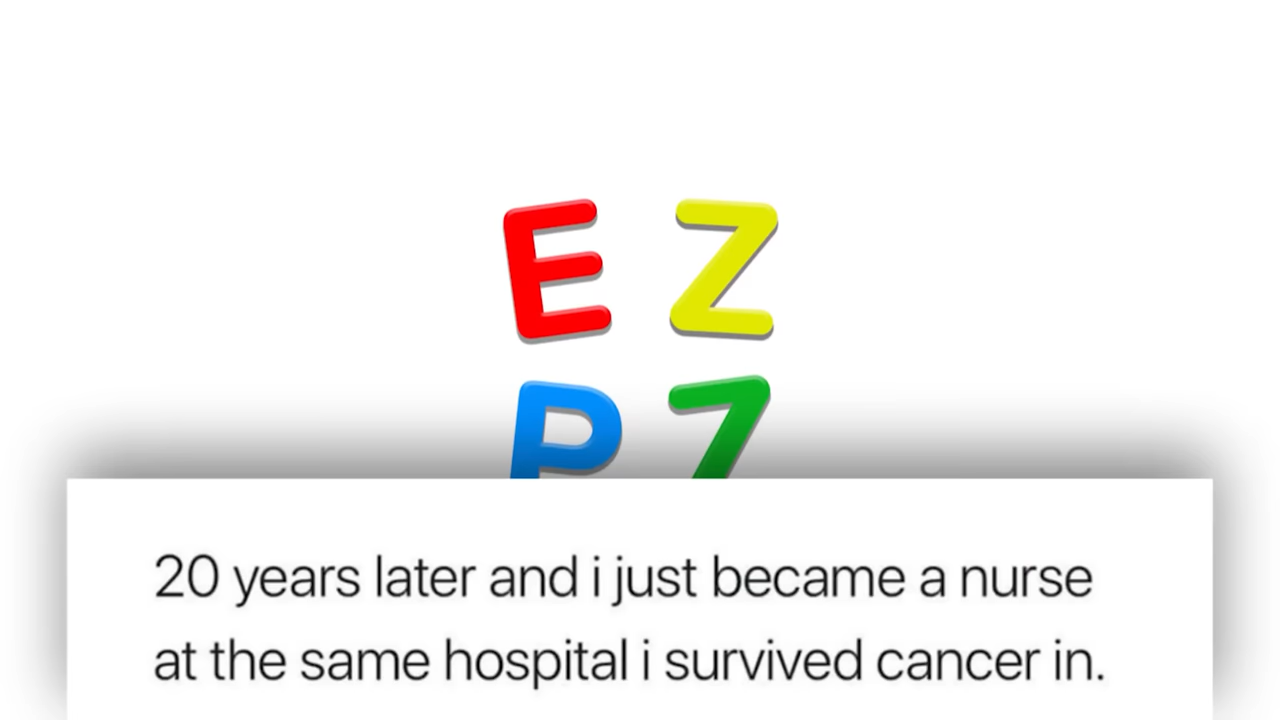 E Z
P Z
20 years later and i just became a nurse
at the same hospital i survived cancer in.